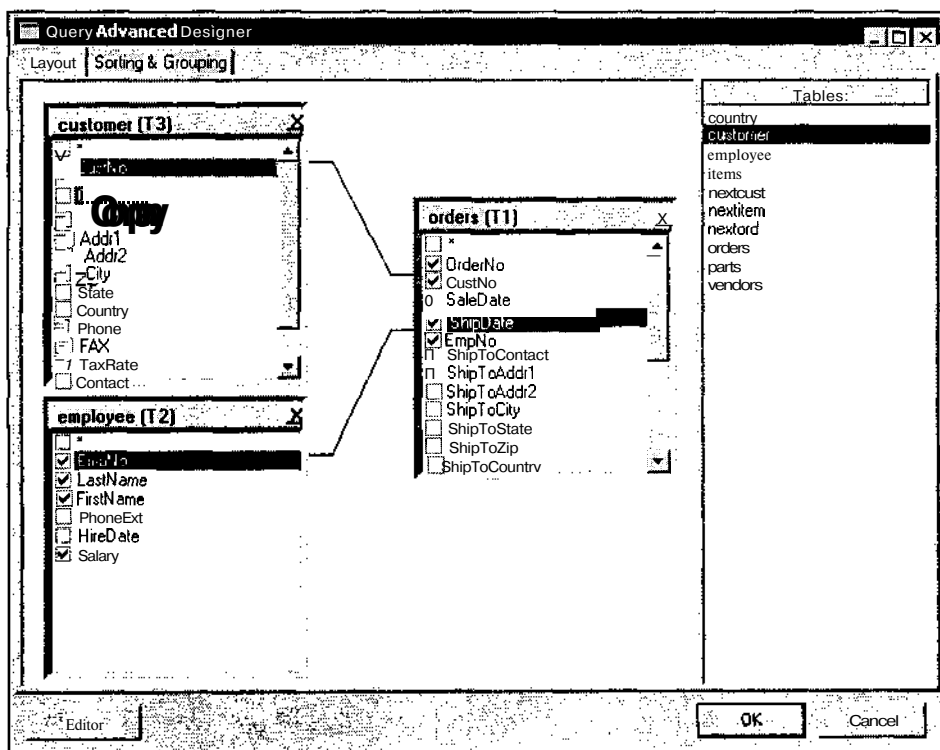 Query Advanced Designer
Layout Sorting & Grouping
customer (T3) X
*
CustNo
Addr1
Addr2
City
State
Country
Phone
FAX
TaxRate
Contact
employee (T2) X
*
EmpNo
LastName
FirstName
PhoneExt
HireDate
Salary
orders (T1) X
*
OrderNo
CustNo
SaleDate
ShipDate
EmpNo
ShipToContact
ShipToAddr1
ShipToAddr2
ShipToCity
ShipToState
ShipToZip
ShipToCountry
Tables:
country
customer
employee
items
nextcust
nextitem
nextord
orders
parts
vendors
Editor
OK
Cancel